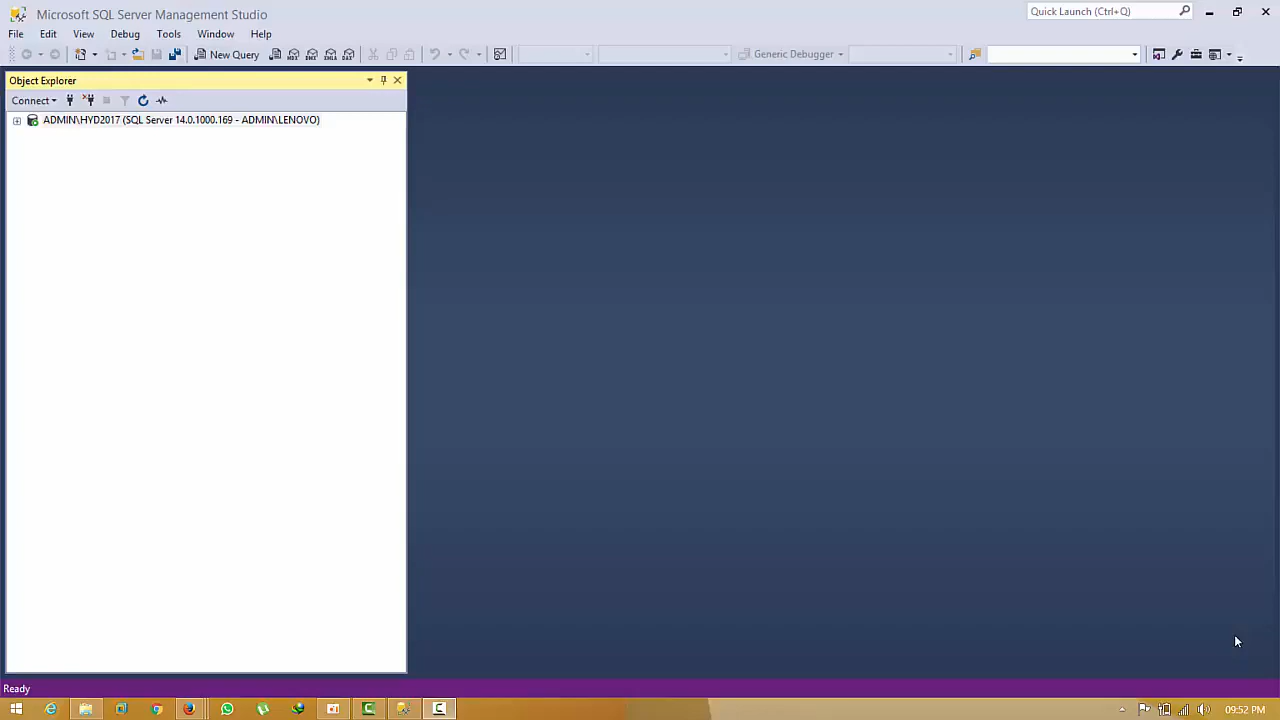 Microsoft SQL Server Management Studio
Quick Launch (Ctrl+Q)
File Edit View Debug Tools Window Help
New Query
Generic Debugger
Object Explorer
Connect
ADMIN\HYD2017 (SQL Server 14.0.1000.169 - ADMIN\LENOVO)
Ready
09:52 PM